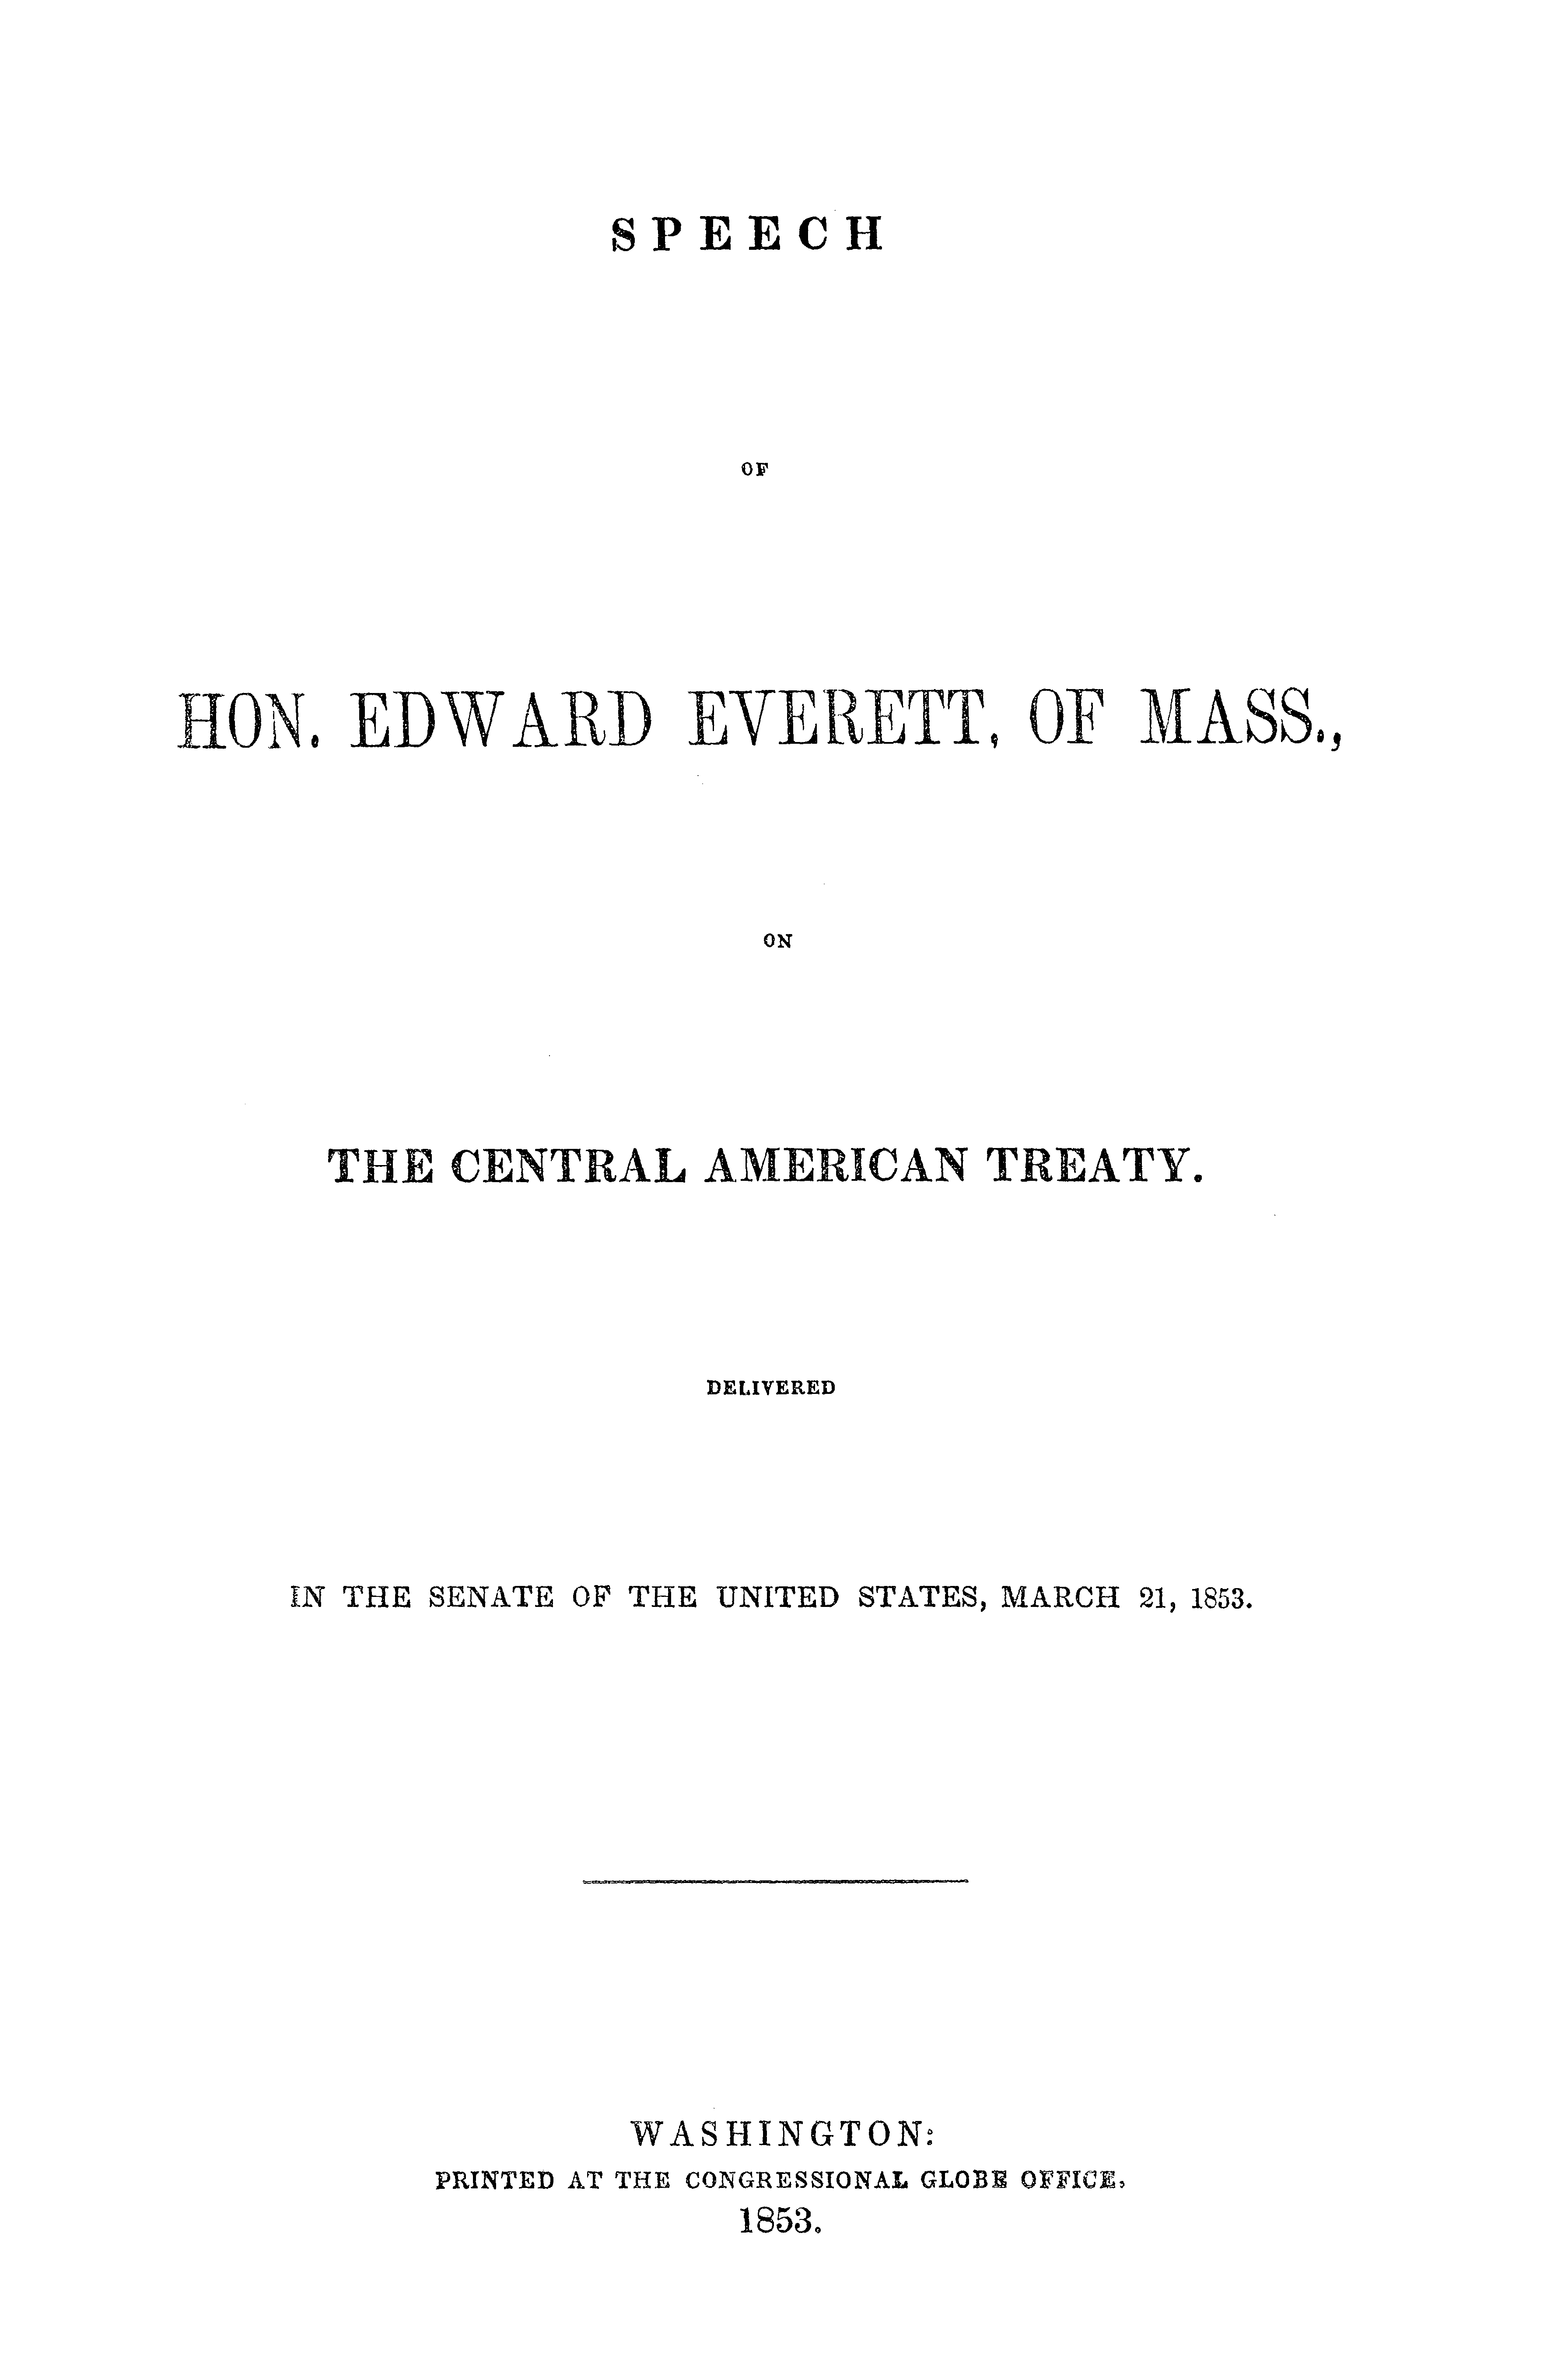 SPEECH
OF
HON. EDWARD EVERETT, OF MASS.,
ON
THE CENTRAL AMERICAN TREATY.
DELIVERED
IN THE SENATE OF THE UNITED STATES, MARCH 21, 1853.
WASHINGTON:
PRINTED AT THE CONGRESSIONAL GLOBE OFFICE,
1853.